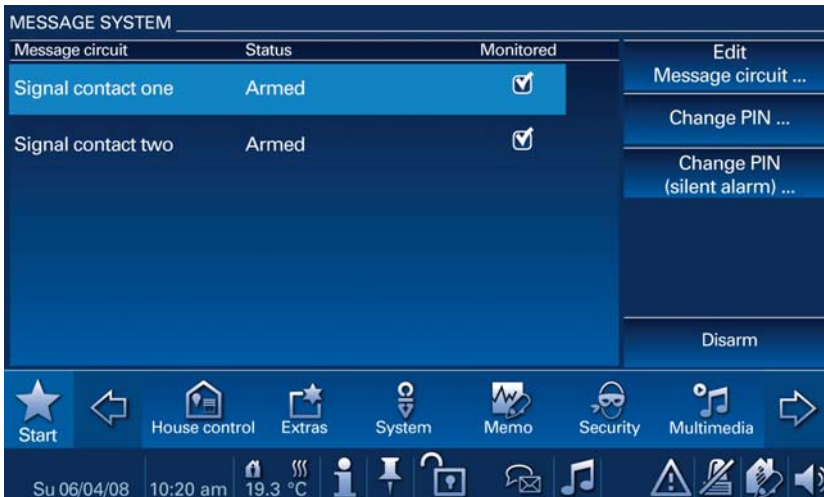 MESSAGE SYSTEM
Message circuit Status Monitored
Signal contact one Armed
Signal contact two Armed
Edit
Message circuit ...
Change PIN ...
Change PIN
(silent alarm) ...
Disarm
Start House control Extras System Memo Security Multimedia
Su 06/04/08 10:20 am 19.3 °C